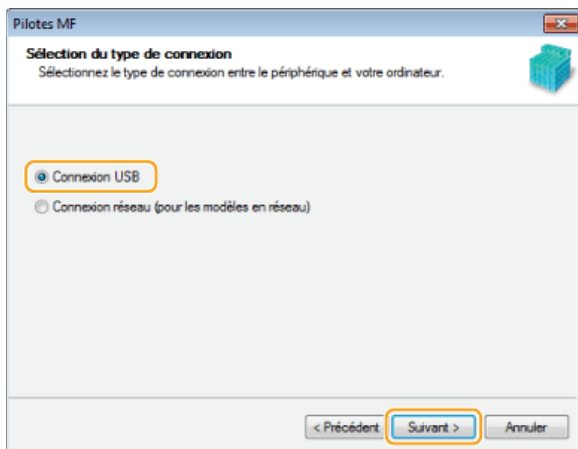 Pilotes MF
Sélection du type de connexion
Sélectionnez le type de connexion entre le périphérique et votre ordinateur.
Connexion USB
Connexion réseau (pour les modèles en réseau)
< Précédent Suivant > Annuler